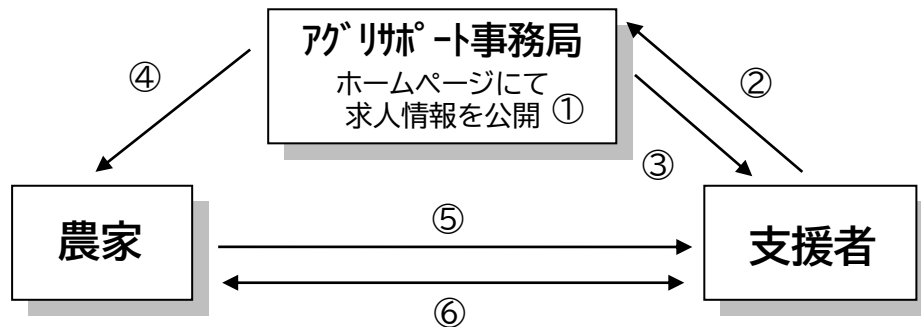 アグリサポート事務局
ホームページにて
求人情報を公開 ①
④
②
③
農家
⑤
支援者
⑥